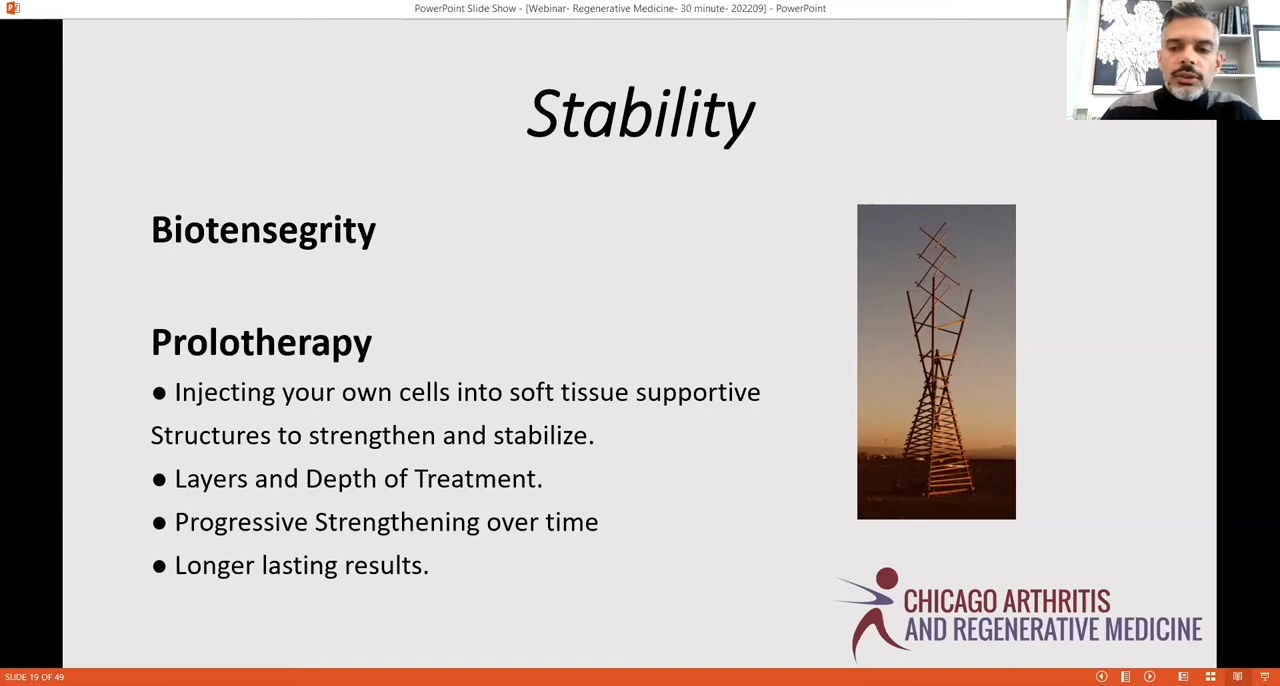 PowerPoint Slide Show - [Webinar- Regenerative Medicine- 30 minute- 202209] - PowerPoint
Stability
Biotensegrity
Prolotherapy
● Injecting your own cells into soft tissue supportive
Structures to strengthen and stabilize.
● Layers and Depth of Treatment.
● Progressive Strengthening over time
● Longer lasting results.
CHICAGO ARTHRITIS
AND REGENERATIVE MEDICINE
SLIDE 19 OF 49